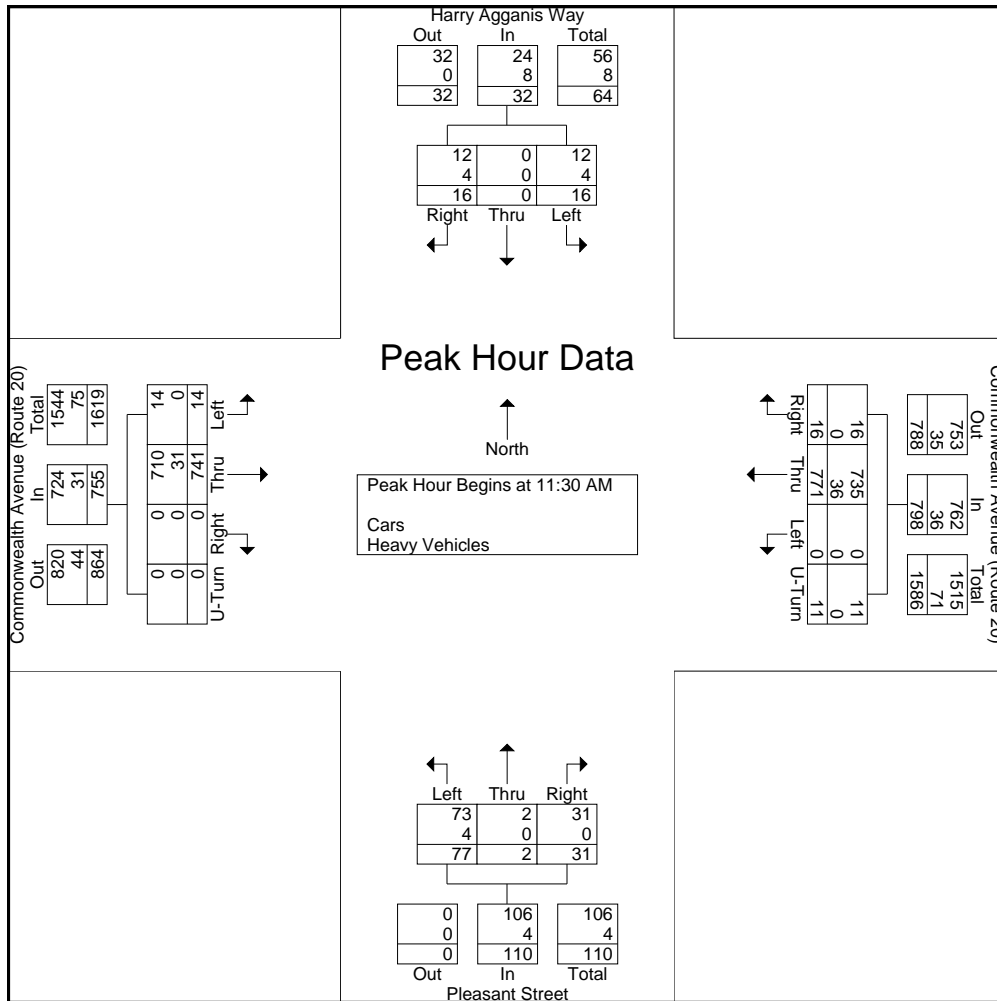 Harry Agganis Way
Out In Total
32 24 56
0 8 8
32 32 64
12 0 12
4 0 4
16 0 16
Right Thru Left
Peak Hour Data
North
Peak Hour Begins at 11:30 AM
Cars
Heavy Vehicles
Commonwealth Avenue (Route 20)
Total In Out
1544 724 820
75 31 44
1619 755 864
14 710 0 0
0 31 0 0
14 741 0 0
Left Thru Right U-Turn
Commonwealth Avenue (Route 20)
Out In Total
753 762 1515
35 36 71
788 798 1586
16 735 0 11
0 36 0 0
16 771 0 11
Right Thru Left U-Turn
Left Thru Right
73 2 31
4 0 0
77 2 31
0 106 106
0 4 4
0 110 110
Out In Total
Pleasant Street